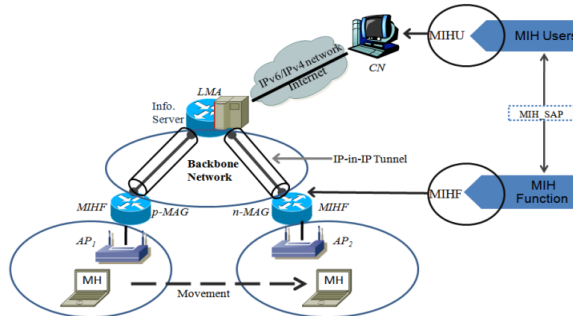 MIHU
MIH Users
CN
IPv6/IPv4 network
Internet
LMA
Info.
Server
MIH_SAP
Backbone
Network
IP-in-IP Tunnel
MIHF
p-MAG
n-MAG
MIHF
MIHF
MIH
Function
AP1
AP2
MH
Movement
MH